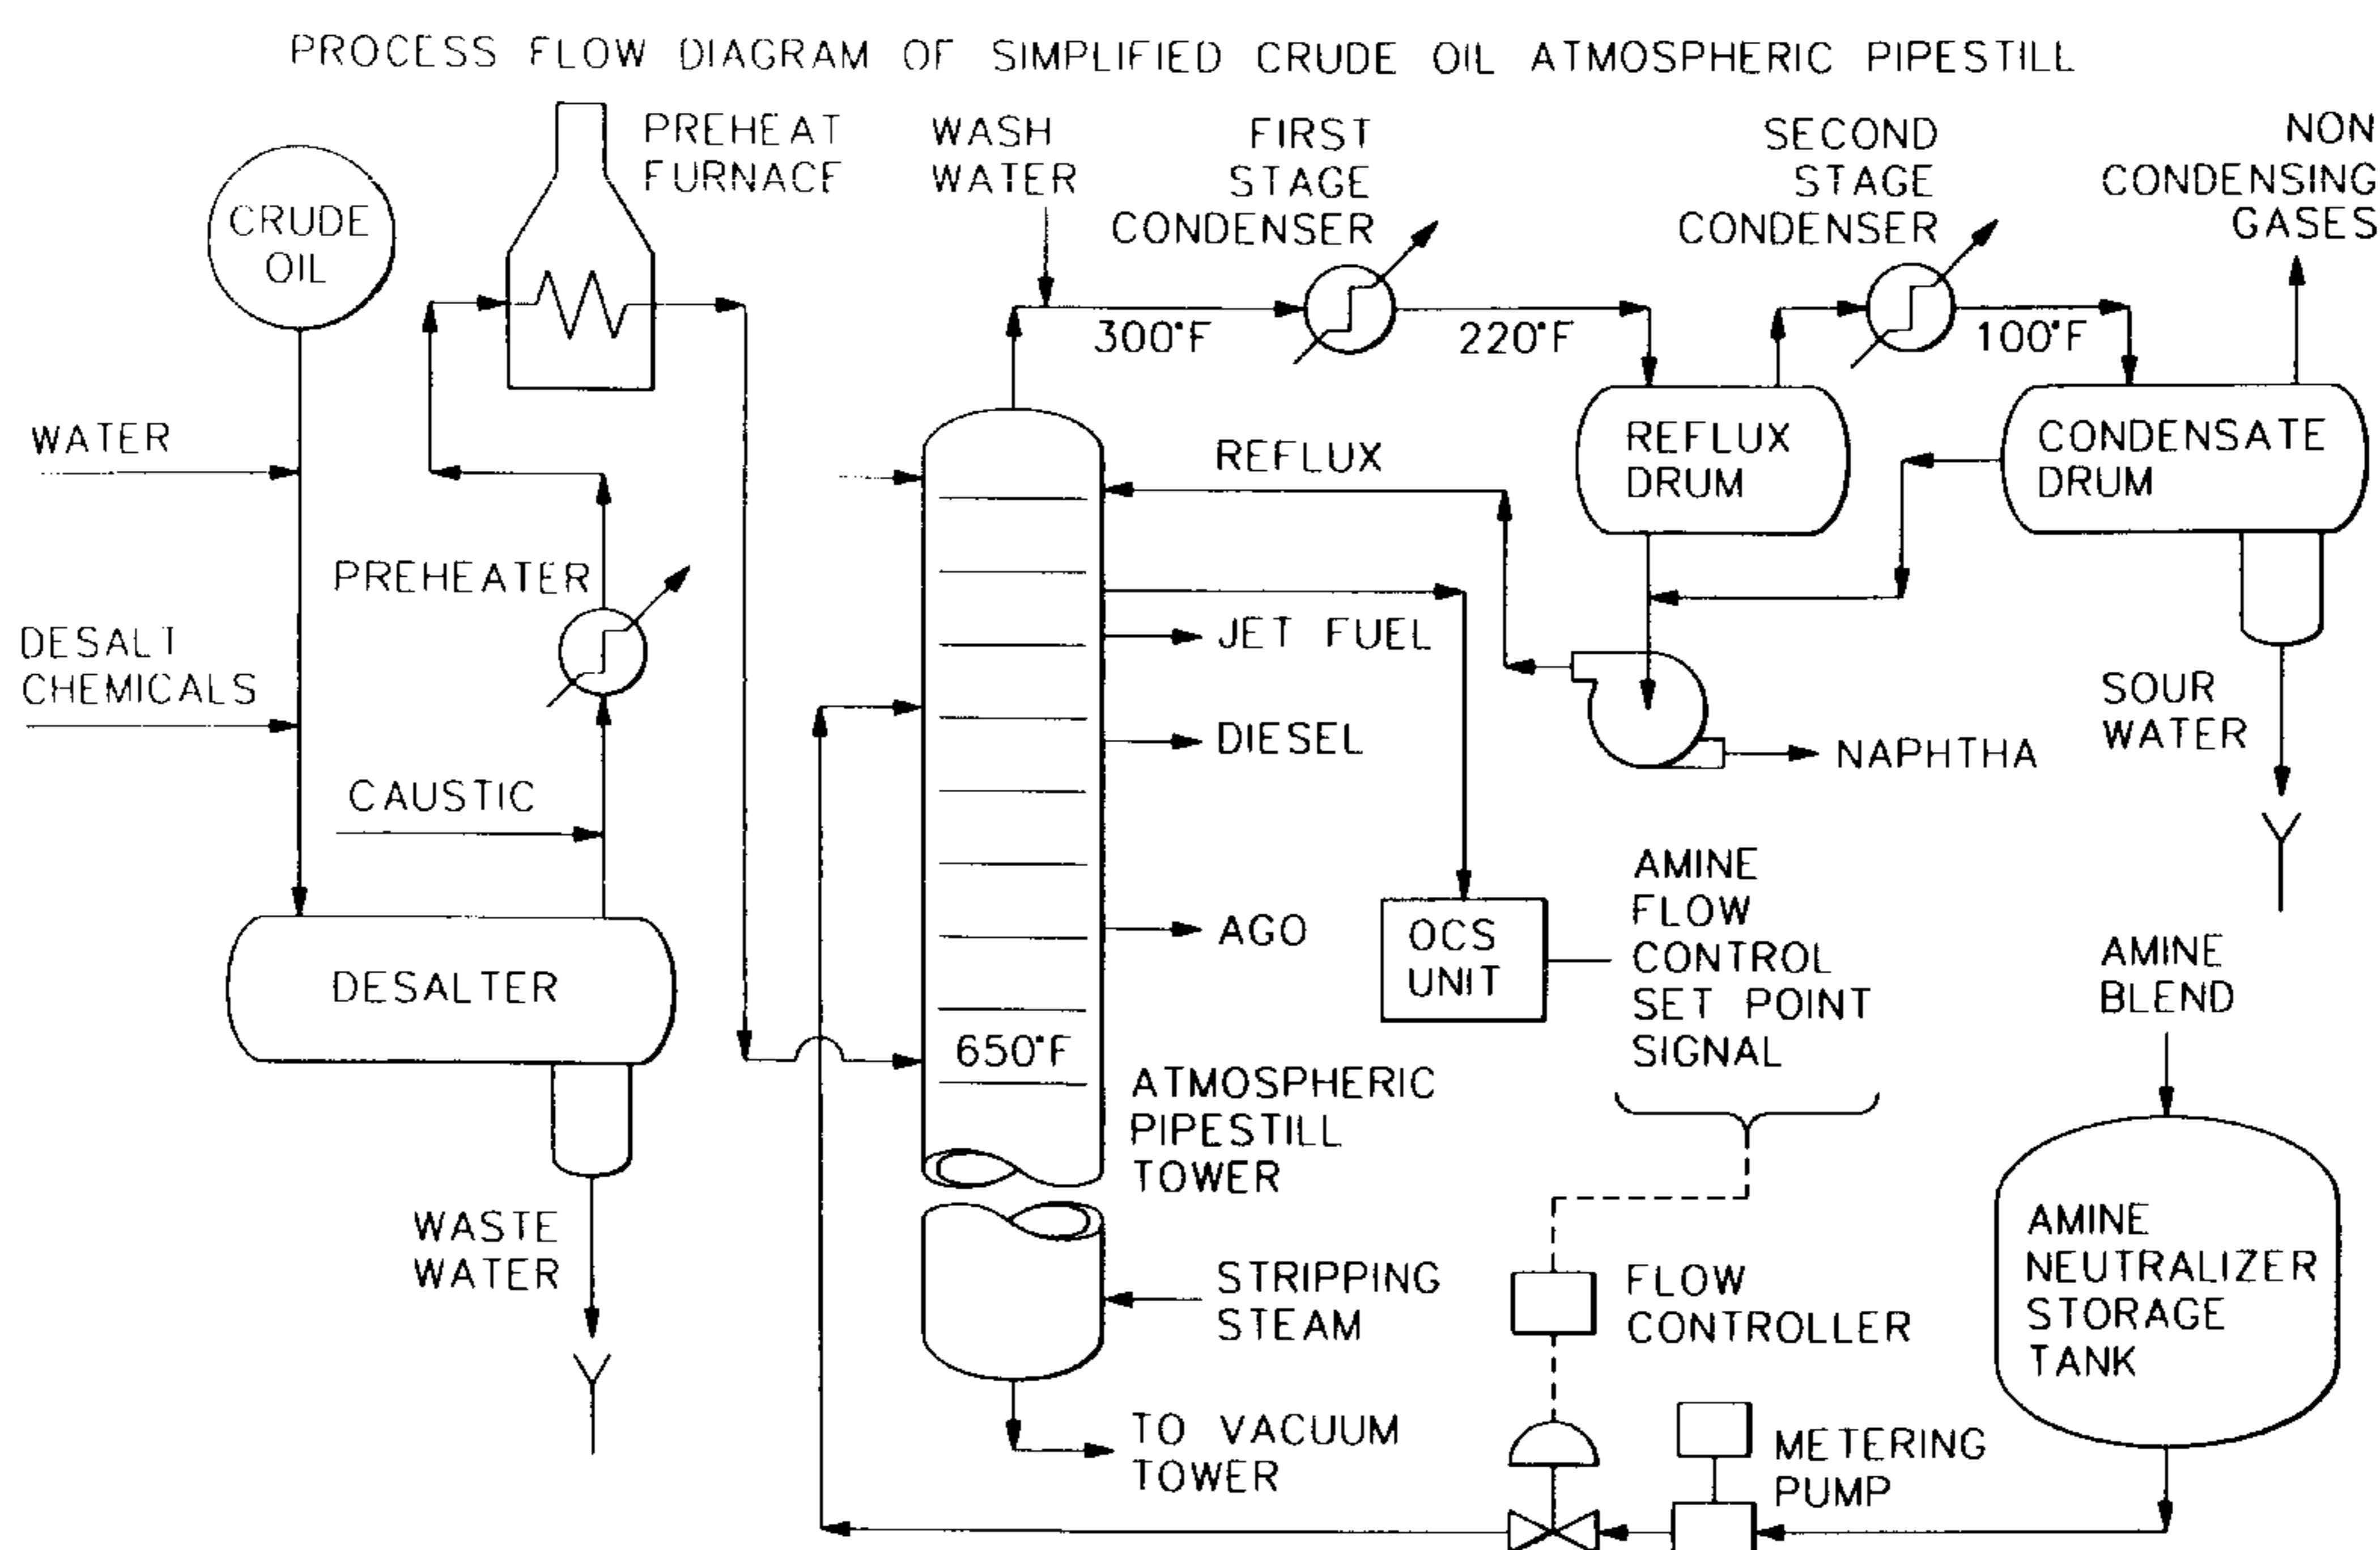 PROCESS FLOW DIAGRAM OF SIMPLIFIED CRUDE OIL ATMOSPHERIC PIPESTILL
CRUDE
OIL
PREHEAT
FURNACE
WASH
WATER
FIRST
STAGE
CONDENSER
SECOND
STAGE
CONDENSER
NON
CONDENSING
GASES
300°F
220°F
100°F
WATER
REFLUX
REFLUX
DRUM
CONDENSATE
DRUM
PREHEATER
DESALT
CHEMICALS
JET FUEL
DIESEL
NAPHTHA
SOUR
WATER
CAUSTIC
AGO
OCS
UNIT
AMINE
FLOW
CONTROL
SET POINT
SIGNAL
AMINE
BLEND
DESALTER
650°F
ATMOSPHERIC
PIPESTILL
TOWER
WASTE
WATER
STRIPPING
STEAM
FLOW
CONTROLLER
AMINE
NEUTRALIZER
STORAGE
TANK
TO VACUUM
TOWER
METERING
PUMP